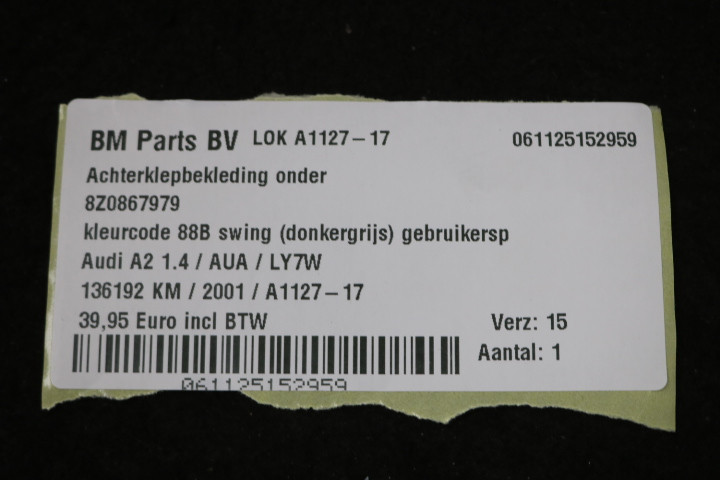 BM Parts BV LOK A1127-17 061125152959
Achterklepbekleding onder
8Z0867979
kleurcode 88B swing (donkergrijs) gebruikersp
Audi A2 1.4 / AUA / LY7W
136192 KM / 2001 / A1127-17
39,95 Euro incl BTW Verz: 15
Aantal: 1
061125152959